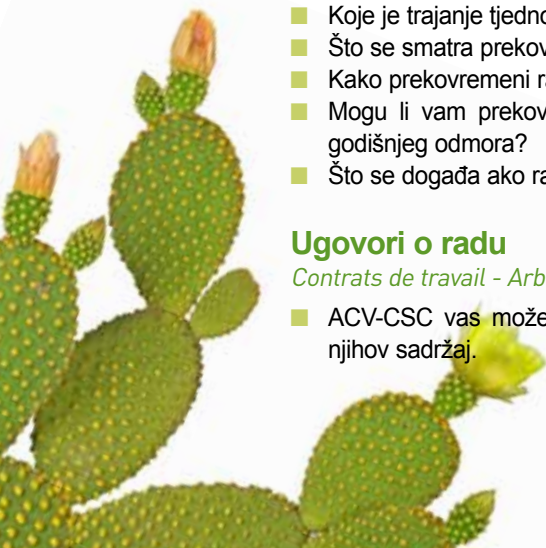 Koje je trajanje tjedno
Što se smatra prekov
Kako prekovremeni r
Mogu li vam prekov
godišnjeg odmora?
Što se događa ako ra
Ugovori o radu
Contrats de travail - Arb
ACV-CSC vas može
njihov sadržaj.